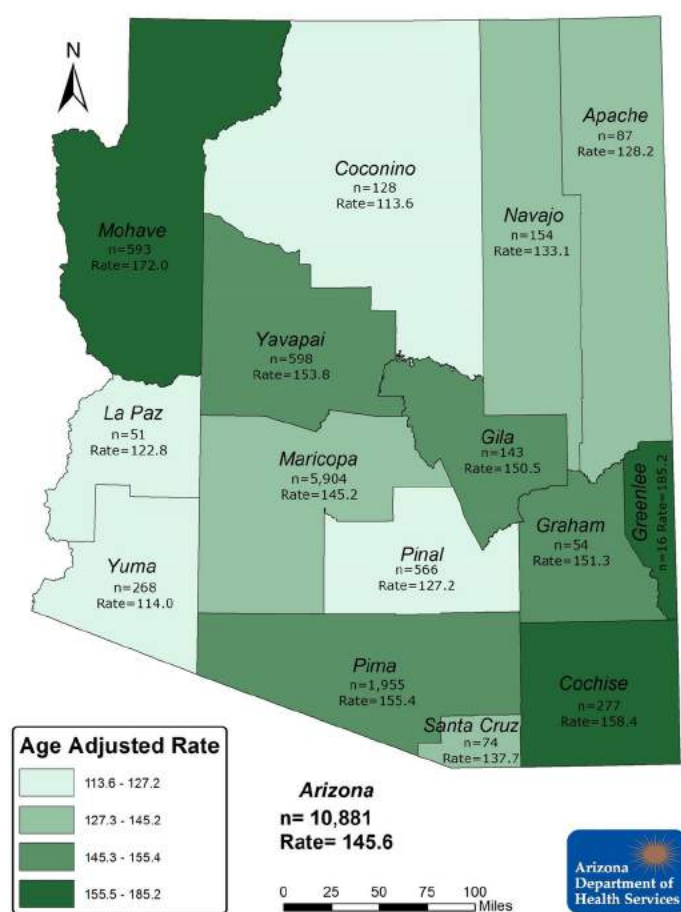 N
Apache
n=87
Rate=128.2
Coconino
n=128
Rate=113.6
Navajo
n=154
Rate=133.1
Mohave
n=593
Rate=172.0
Yavapai
n=598
Rate=153.8
La Paz
n=51
Rate=122.8
Gila
n=143
Rate=150.5
Maricopa
n=5,904
Rate=145.2
Greenlee
n=16 Rate=185.2
Graham
n=54
Rate=151.3
Pinal
n=566
Rate=127.2
Yuma
n=268
Rate=114.0
Pima
n=1,955
Rate=155.4
Cochise
n=277
Rate=158.4
Santa Cruz
n=74
Rate=137.7
Age Adjusted Rate
113.6 - 127.2
127.3 - 145.2
145.3 - 155.4
155.5 - 185.2
Arizona
n= 10,881
Rate= 145.6
0 25 50 75 100
Miles
Arizona
Department of
Health Services